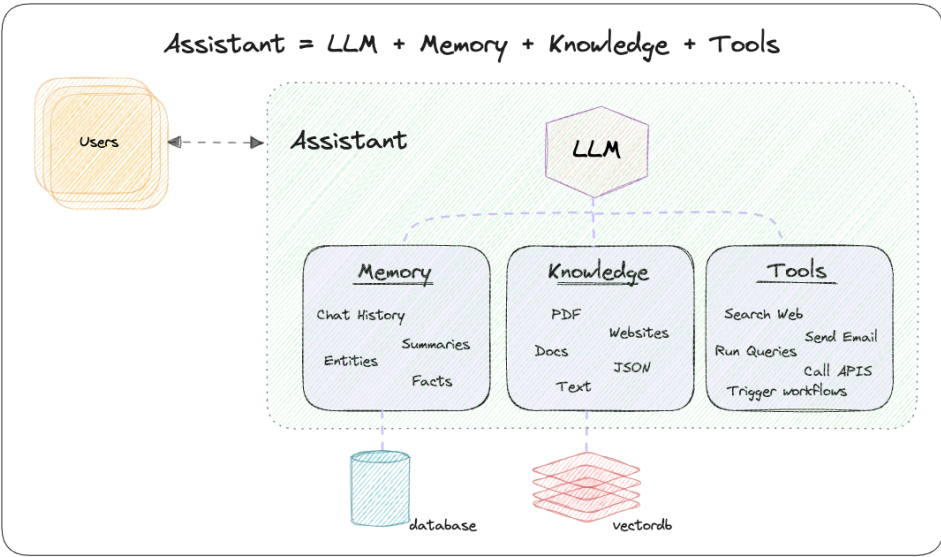 Assistant = LLM + Memory + Knowledge + Tools
Users
Assistant
LLM
Memory
Chat History
Summaries
Entities
Facts
Knowledge
PDF
Websites
Docs
JSON
Text
Tools
Search Web
Send Email
Run Queries
Call APIS
Trigger workflows
database
vectordb